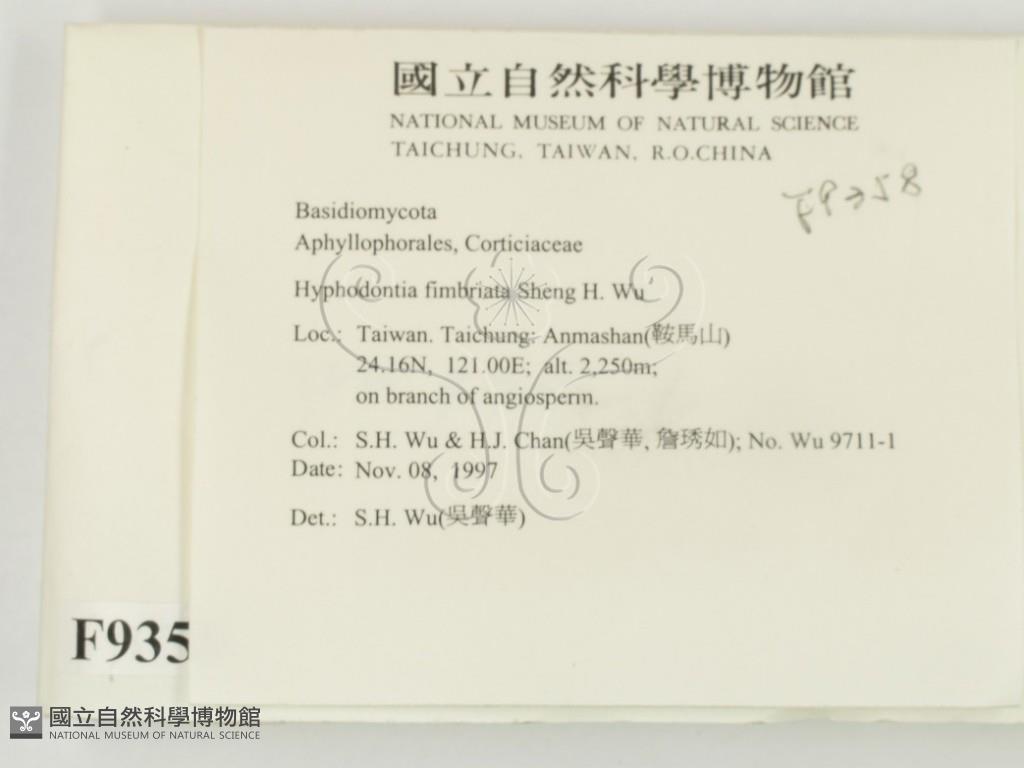 國立自然科學博物館
NATIONAL MUSEUM OF NATURAL SCIENCE
TAICHUNG, TAIWAN, R.O.CHINA
F9358
Basidiomycota
Aphyllophorales, Corticiaceae
Hyphodontia fimbriata Sheng H. Wu
Loc.: Taiwan. Taichung: Anmashan(鞍馬山)
24.16N, 121.00E; alt. 2,250m;
on branch of angiosperm.
Col.: S.H. Wu & H.J. Chan(吳聲華, 詹琇如); No. Wu 9711-1
Date: Nov. 08, 1997
Det.: S.H. Wu(吳聲華)
F935
國立自然科學博物館
NATIONAL MUSEUM OF NATURAL SCIENCE